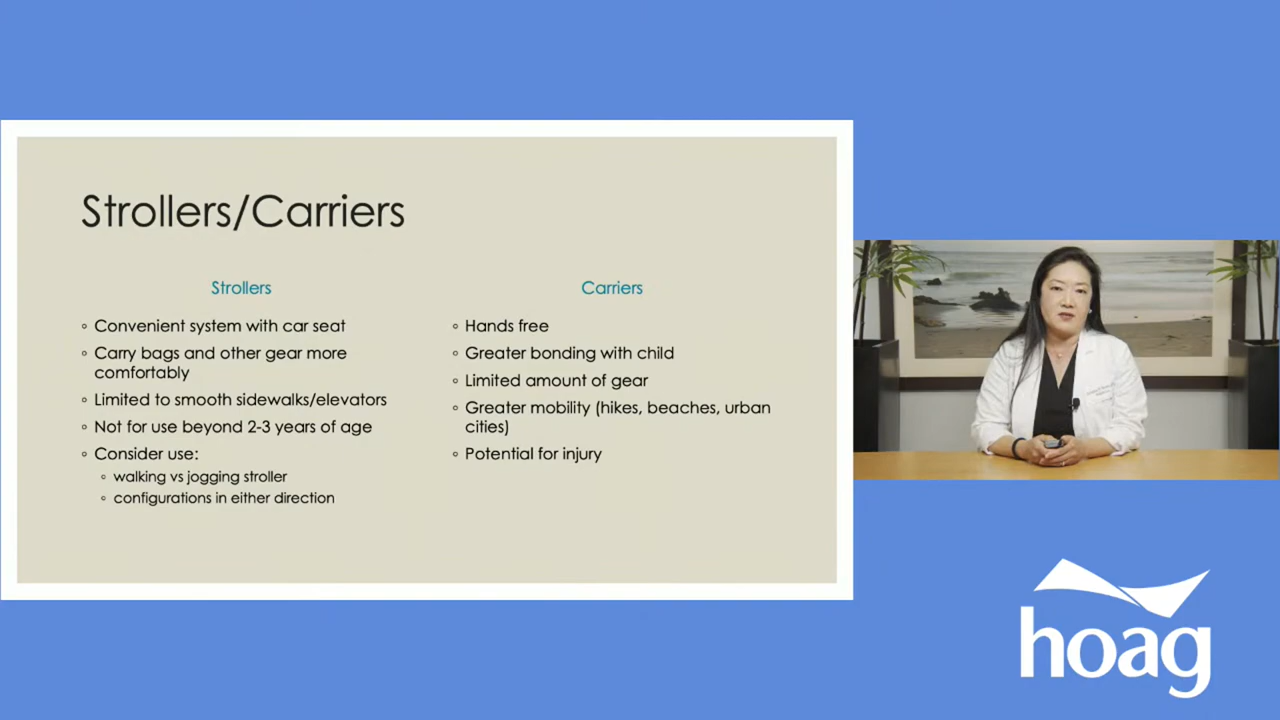 Strollers/Carriers
Strollers
Convenient system with car seat
Carry bags and other gear more
comfortably
Limited to smooth sidewalks/elevators
Not for use beyond 2-3 years of age
Consider use:
walking vs jogging stroller
configurations in either direction
Carriers
Hands free
Greater bonding with child
Limited amount of gear
Greater mobility (hikes, beaches, urban
cities)
Potential for injury
hoag